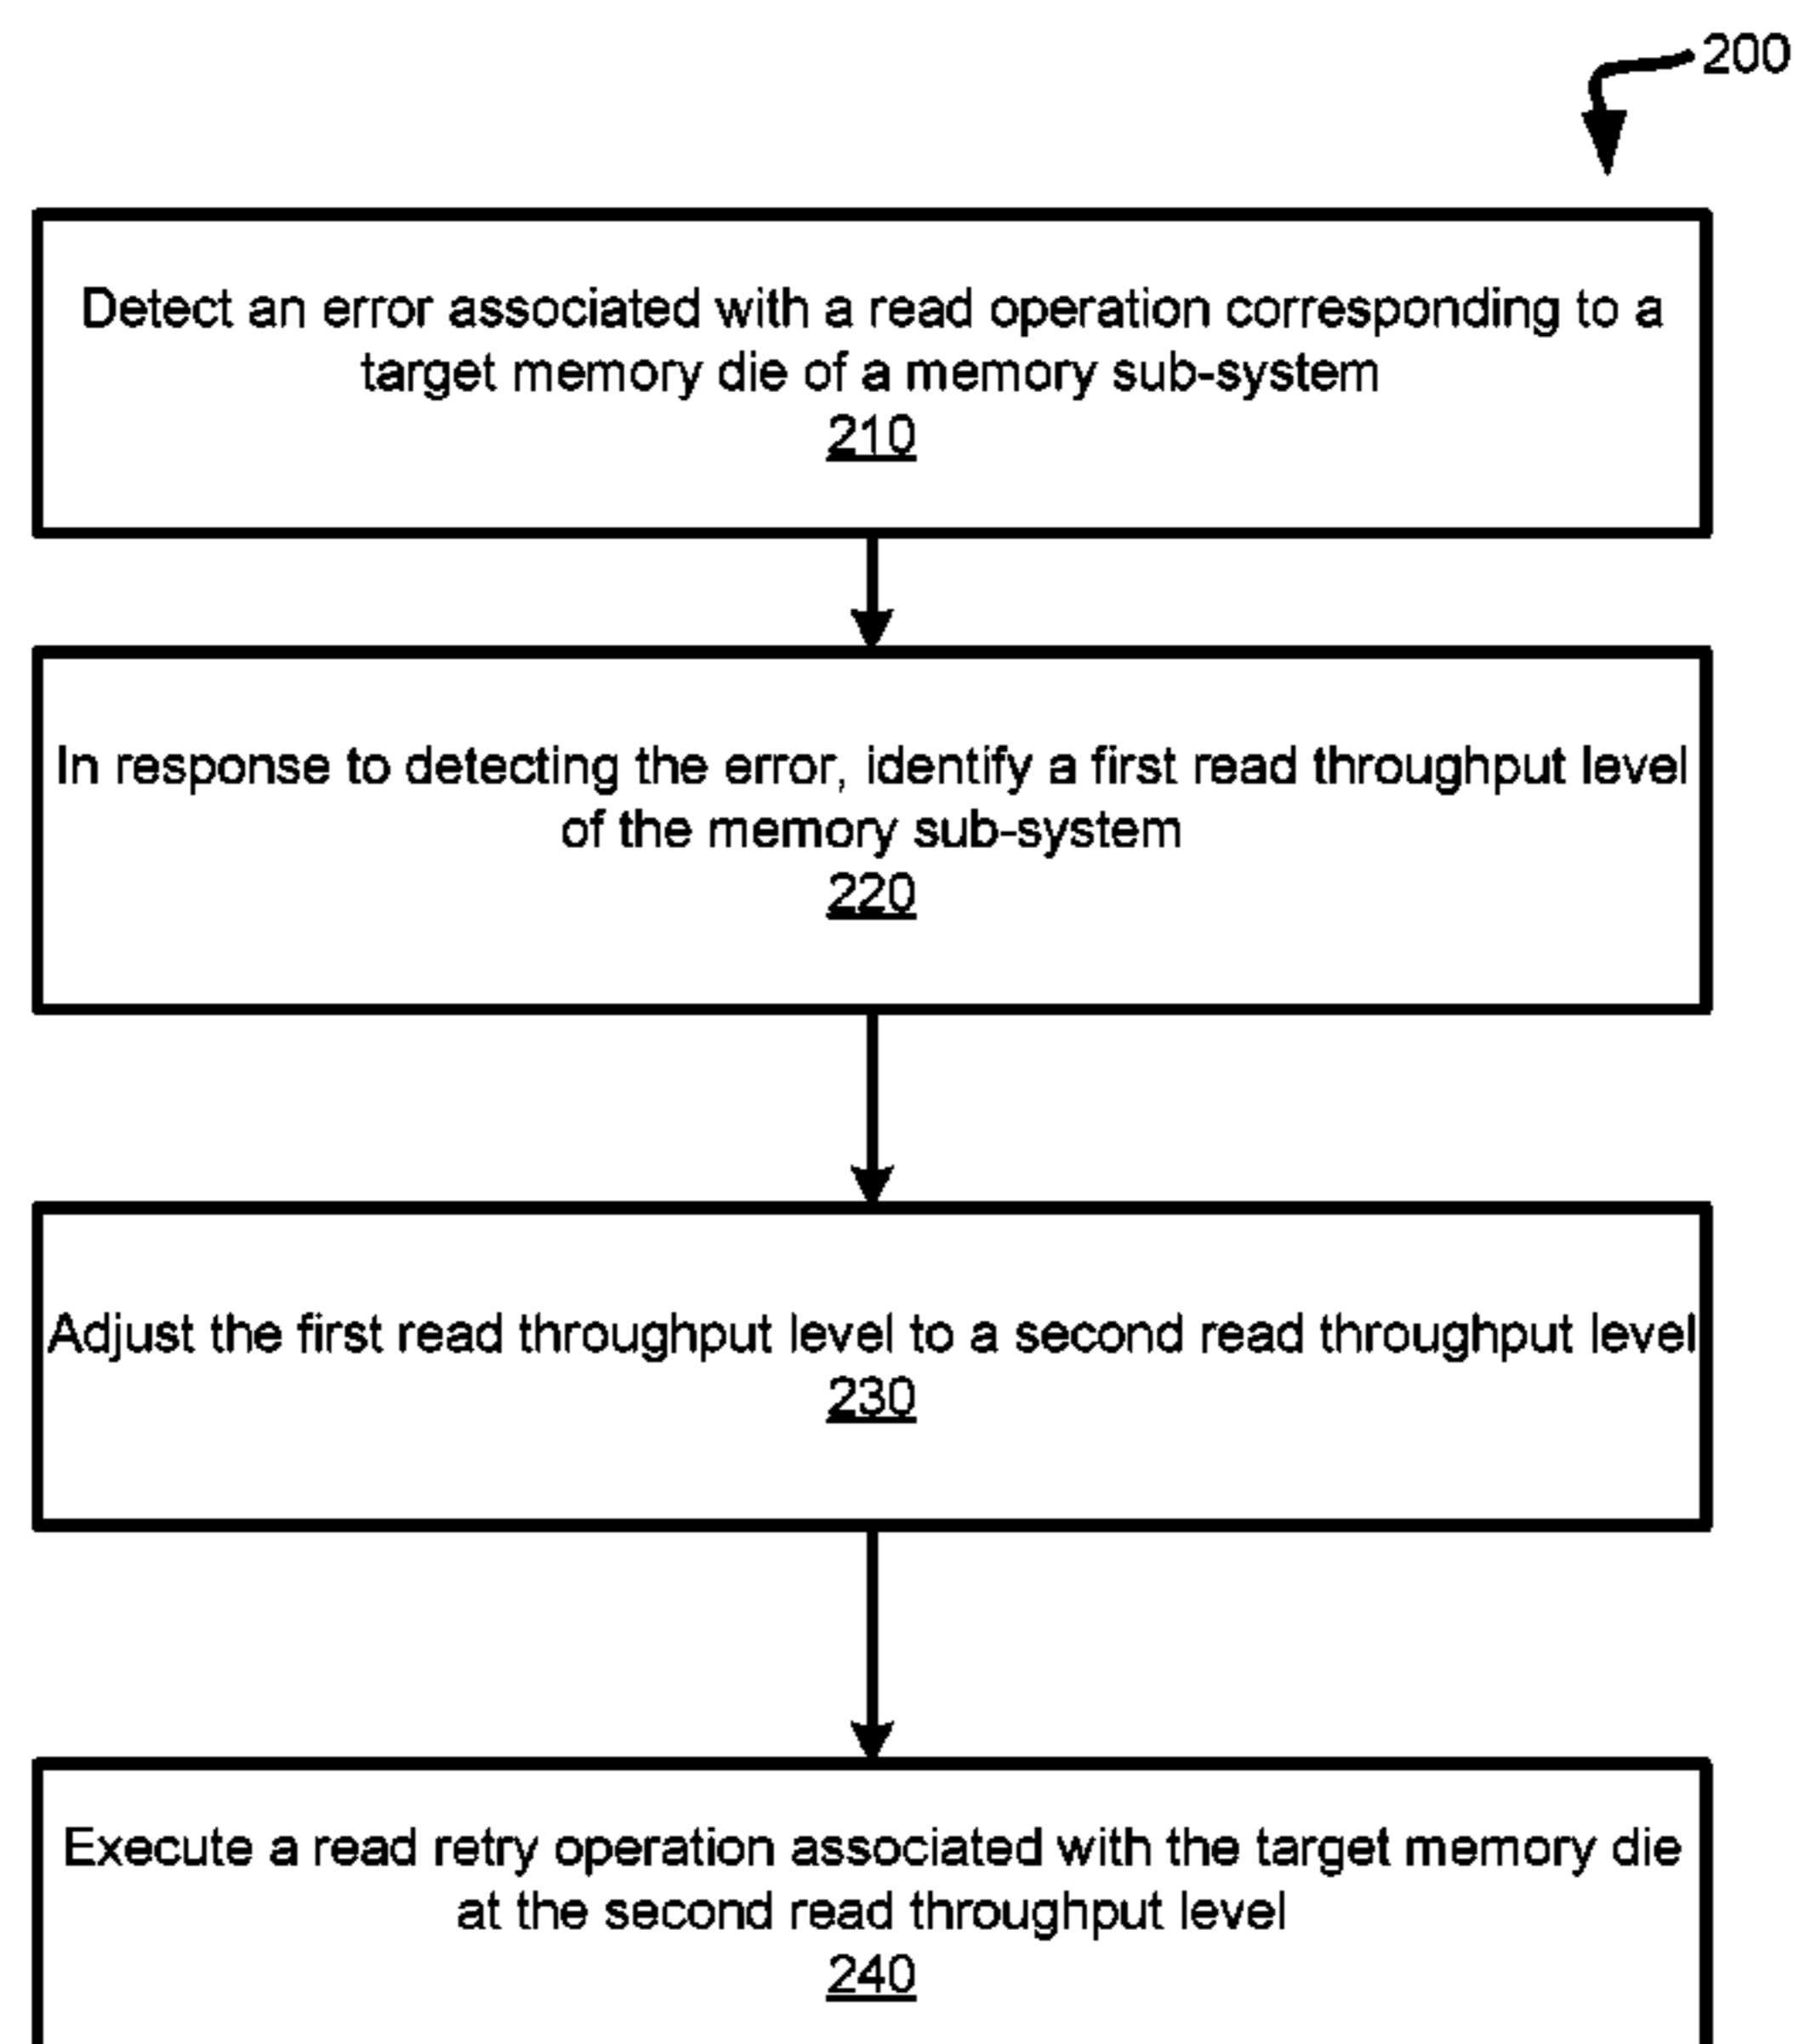 200
Detect an error associated with a read operation corresponding to a
target memory die of a memory sub-system
210
In response to detecting the error, identify a first read throughput level
of the memory sub-system
220
Adjust the first read throughput level to a second read throughput level
230
Execute a read retry operation associated with the target memory die
at the second read throughput level
240